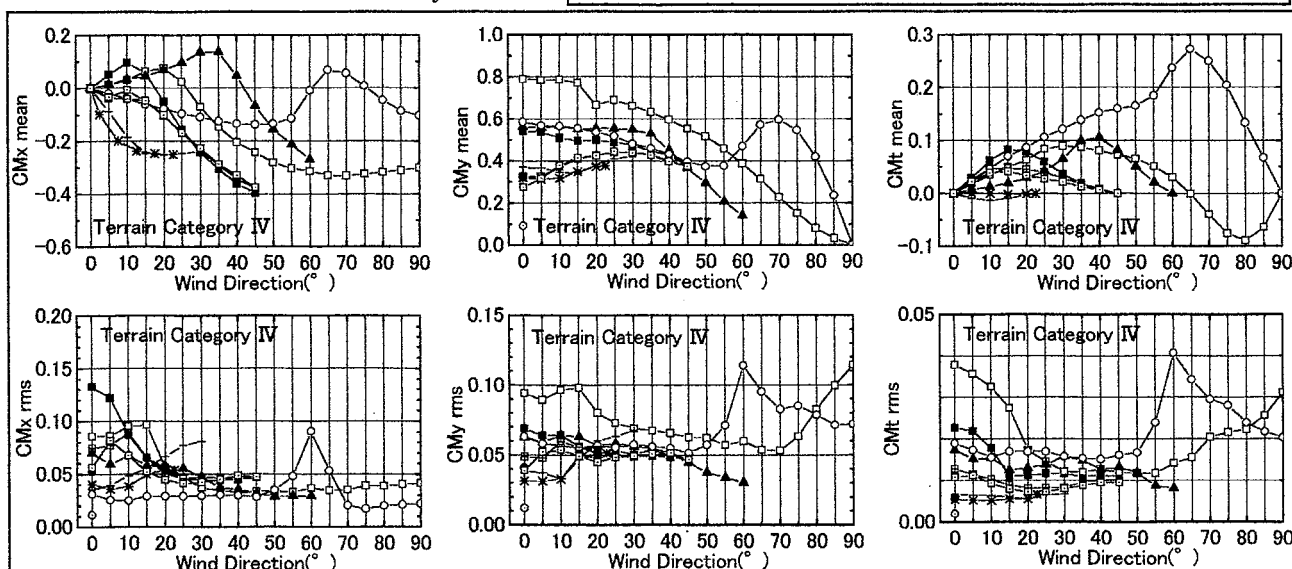 CMx mean
0.2
0.0
-0.2
-0.4
-0.6
Terrain Category Ⅳ
0 10 20 30 40 50 60 70 80 90
Wind Direction(°)
CMy mean
1.0
0.8
0.6
0.4
0.2
0.0
Terrain Category Ⅳ
0 10 20 30 40 50 60 70 80 90
Wind Direction(°)
CMt mean
0.3
0.2
0.1
0.0
-0.1
Terrain Category Ⅳ
0 10 20 30 40 50 60 70 80 90
Wind Direction(°)
CMx rms
0.20
0.15
0.10
0.05
0.00
Terrain Category Ⅳ
0 10 20 30 40 50 60 70 80 90
Wind Direction(°)
CMy rms
0.15
0.10
0.05
0.00
Terrain Category Ⅳ
0 10 20 30 40 50 60 70 80 90
Wind Direction(°)
CMt rms
0.05
0.00
Terrain Category Ⅳ
0 10 20 30 40 50 60 70 80 90
Wind Direction(°)